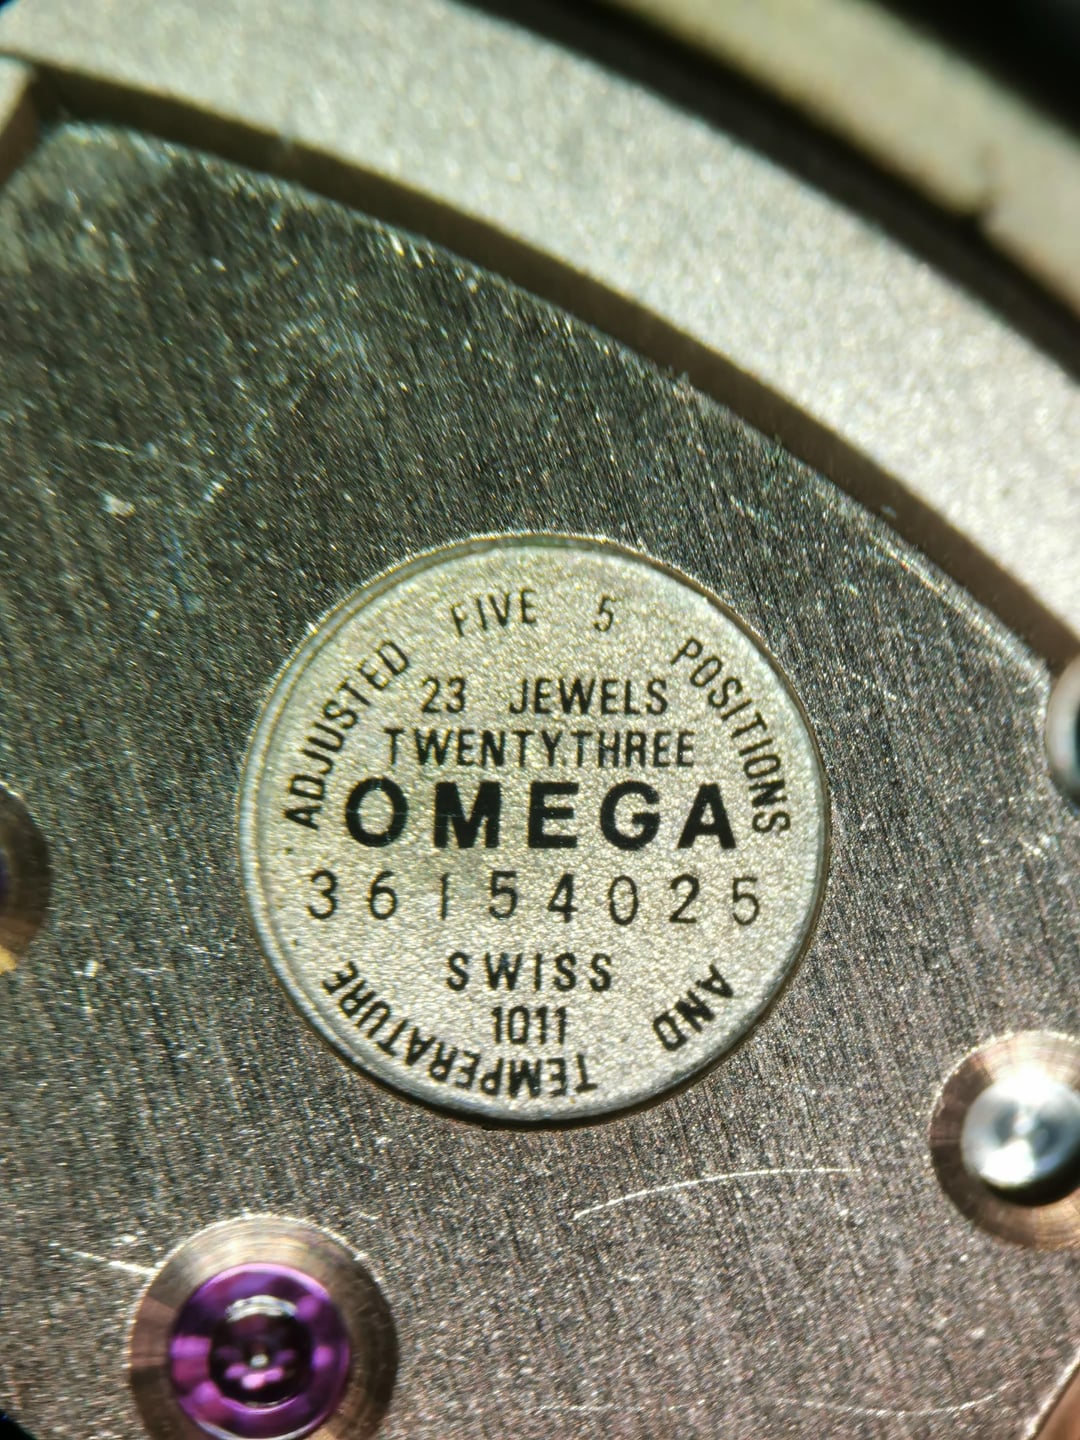 ADJUSTED FIVE 5 POSITIONS
23 JEWELS
TWENTY.THREE
OMEGA
36154025
SWISS
1011
AND TEMPERATURE